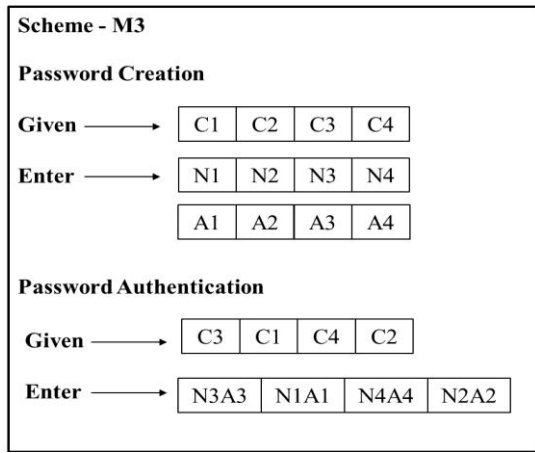 Scheme - M3
Password Creation
Given C1 C2 C3 C4
Enter N1 N2 N3 N4
A1 A2 A3 A4
Password Authentication
Given C3 C1 C4 C2
Enter N3A3 N1A1 N4A4 N2A2